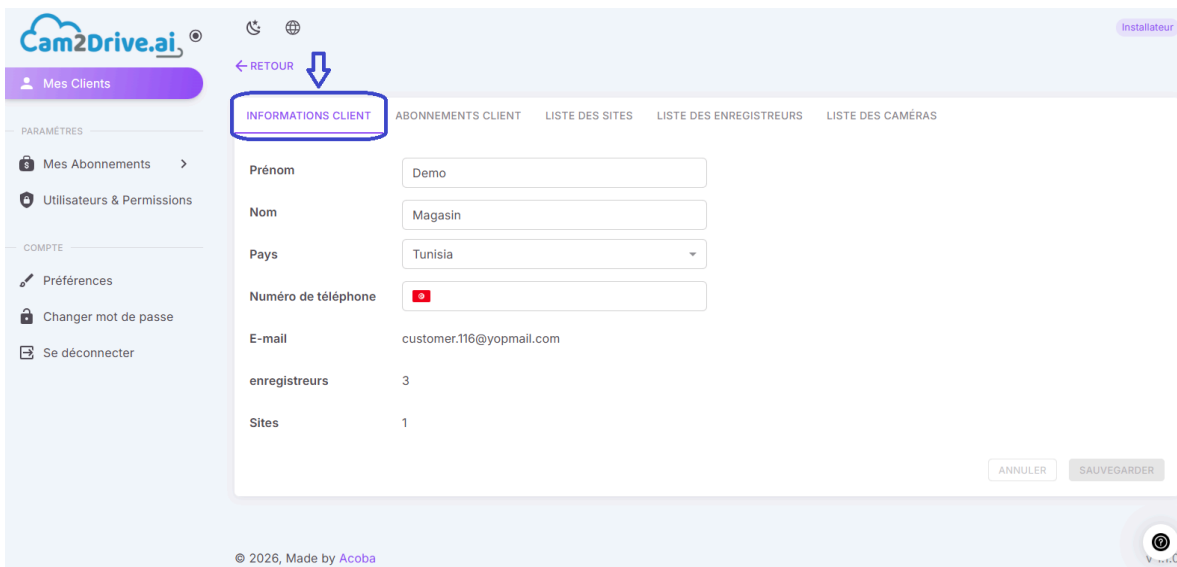 Cam2Drive.ai
Installateur
RETOUR
Mes Clients
INFORMATIONS CLIENT ABONNEMENTS CLIENT LISTE DES SITES LISTE DES ENREGISTREURS LISTE DES CAMÉRAS
PARAMÈTRES
Mes Abonnements
Utilisateurs & Permissions
COMPTE
Préférences
Changer mot de passe
Se déconnecter
Prénom Demo
Nom Magasin
Pays Tunisia
Numéro de téléphone
E-mail customer.116@yopmail.com
enregistreurs 3
Sites 1
ANNULER SAUVEGARDER
© 2026, Made by Acoba